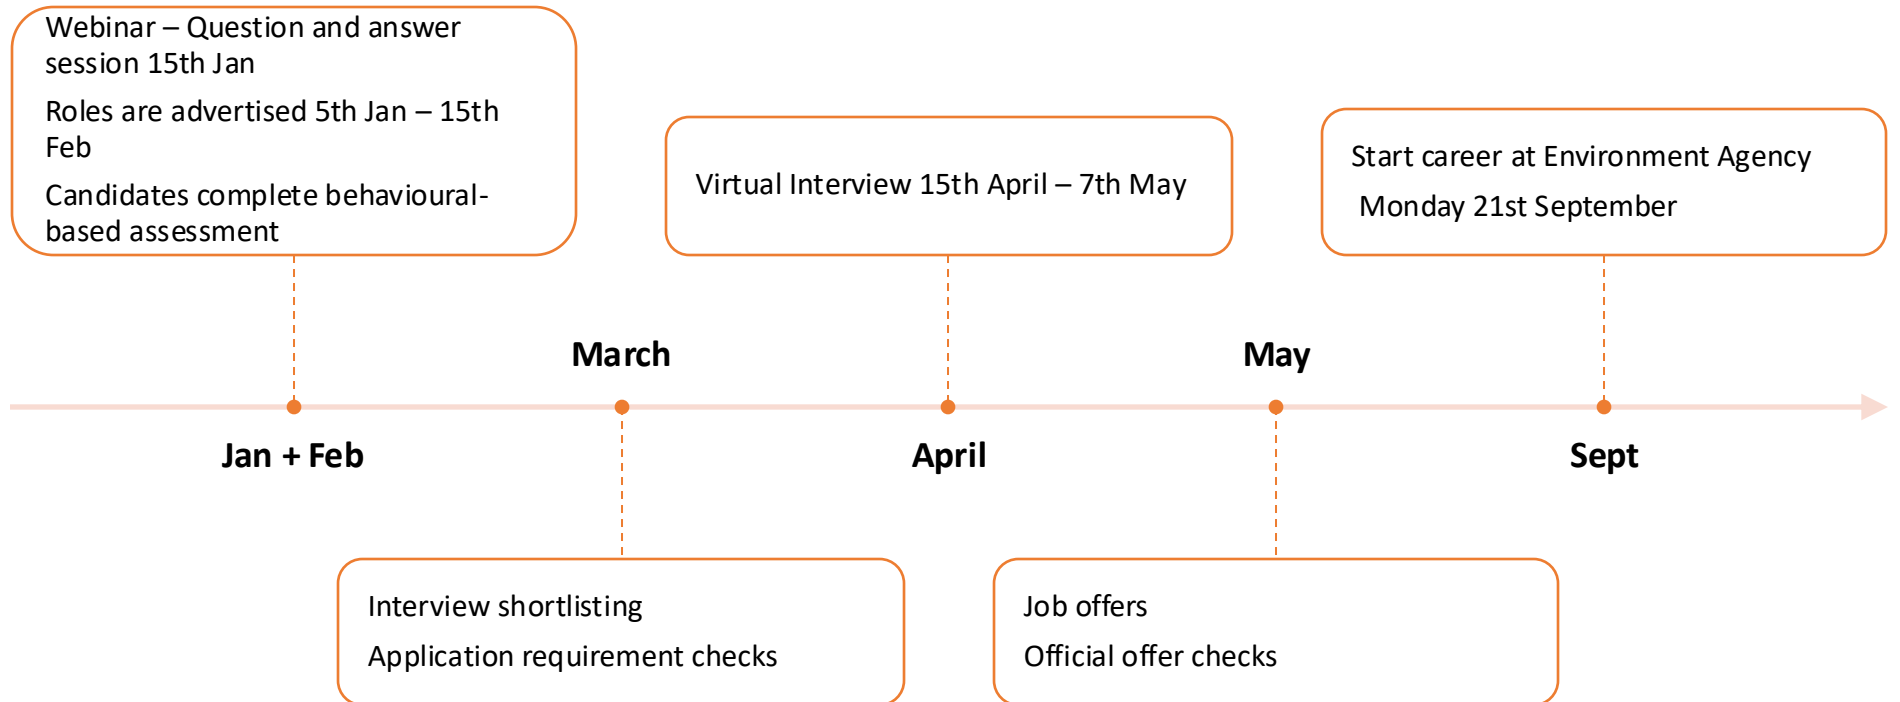 Webinar – Question and answer
session 15th Jan
Roles are advertised 5th Jan – 15th
Feb
Candidates complete behavioural-
based assessment
Virtual Interview 15th April – 7th May
Start career at Environment Agency
Monday 21st September
March
May
Jan + Feb
April
Sept
Interview shortlisting
Application requirement checks
Job offers
Official offer checks